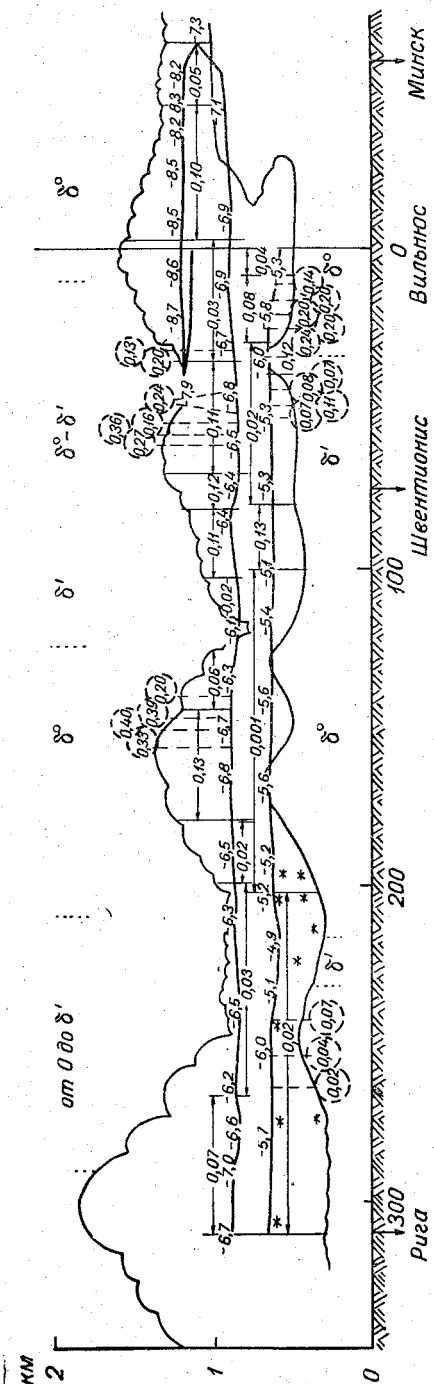 км
2
от 0 до δ' δ° δ' δ°-δ' δ°
0,40 0,36
0,33 0,39 0,20 0,27 0,16 0,24 0,20 0,13
-7,9 -8,7 -8,6 -8,5 -8,5 -8,2 -8,3 -8,2 -7,3
1
0,07 0,13 0,06 0,11 0,12 0,11 0,03 0,10 0,05
-6,7 -7,0 -6,6 -6,2 -6,5 -6,3 -6,5 -6,8 -6,7 -6,3 0,02 -6,4 -6,4 -6,5 -6,8 -6,7 -6,9 -6,9 -7,1
0,03 0,02 0,001 0,13 0,02 0,08 0,04
-5,7 -6,0 -5,1 -4,9 -5,2 -5,2 -5,6 -5,6 -5,4 -5,1 -5,3 -5,3 -6,0 -5,8 -5,3
0,02 0,12
0,02 0,04 0,07 0,07 0,11 0,08 0,07 0,24 0,20 0,20 0,20 0,14
δ' δ° δ' δ°
0
300 200 100 0
Рига Швентионис Вильнюс Минск